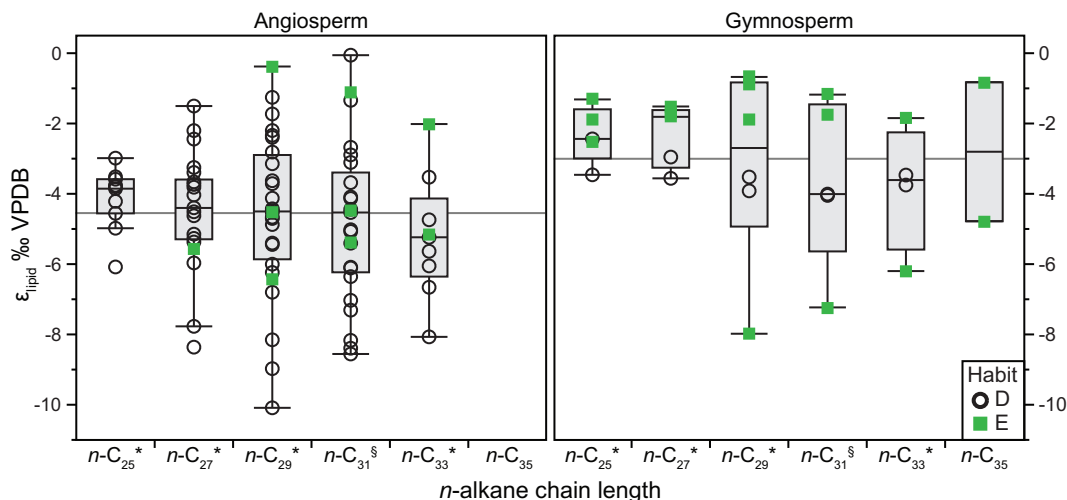 Angiosperm Gymnosperm
0 0
-2 -2
-4 -4
-6 -6
-8 -8
-10 -10
εlipid ‰ VPDB
Habit
D
E
n-C25* n-C27* n-C29* n-C31§ n-C33* n-C35 n-C25* n-C27* n-C29* n-C31§ n-C33* n-C35
n-alkane chain length